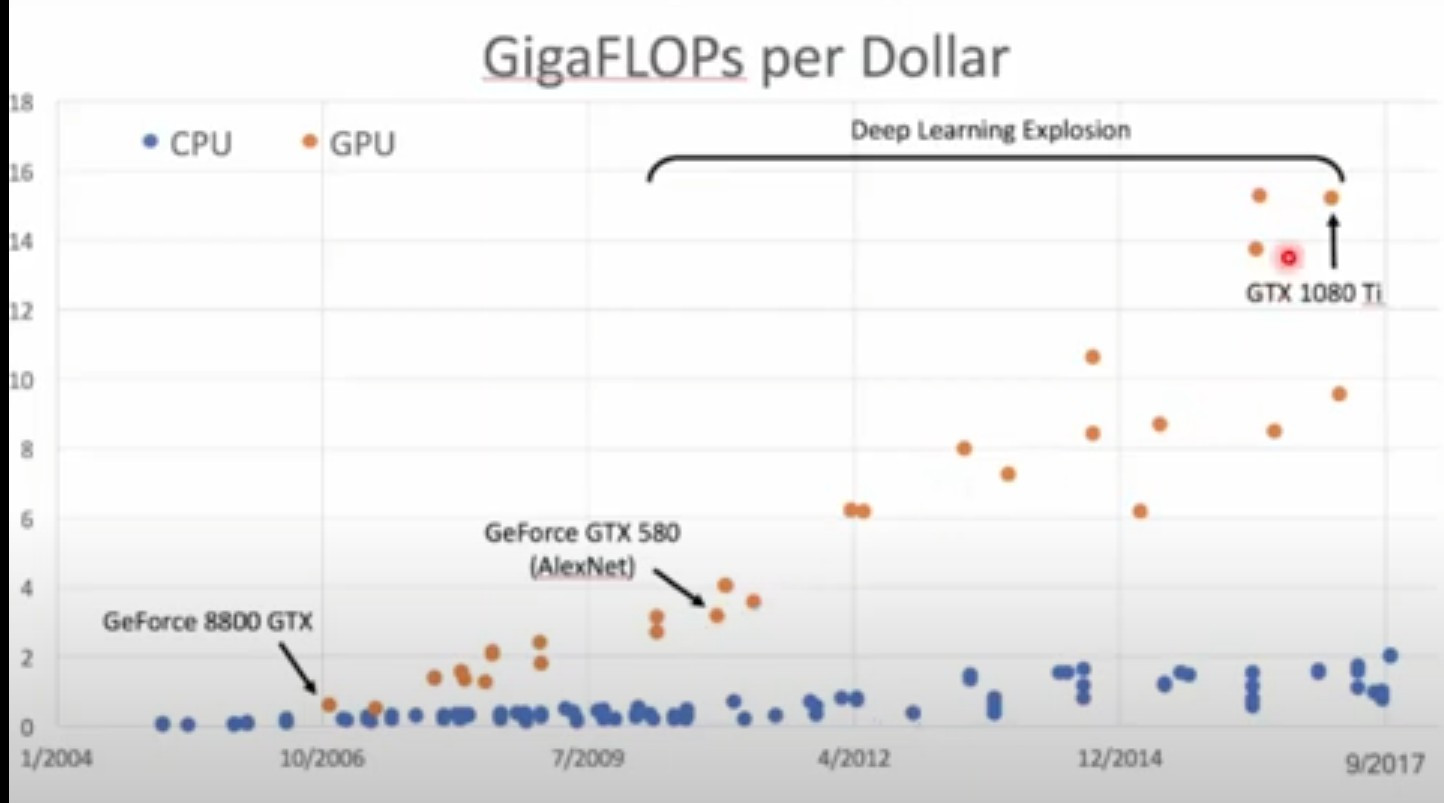 GigaFLOPs per Dollar
18
CPU
GPU
Deep Learning Explosion
16
14
GTX 1080 Ti
12
10
8
6
GeForce GTX 580
(AlexNet)
4
GeForce 8800 GTX
2
0
1/2004
10/2006
7/2009
4/2012
12/2014
9/2017